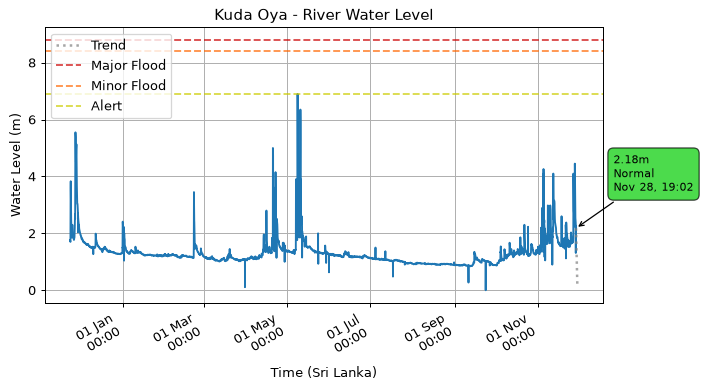 Kuda Oya - River Water Level
Trend
Major Flood
Minor Flood
Alert
Water Level (m)
8
6
4
2
0
2.18m
Normal
Nov 28, 19:02
01 Jan
00:00
01 Mar
00:00
01 May
00:00
01 Jul
00:00
01 Sep
00:00
01 Nov
00:00
Time (Sri Lanka)